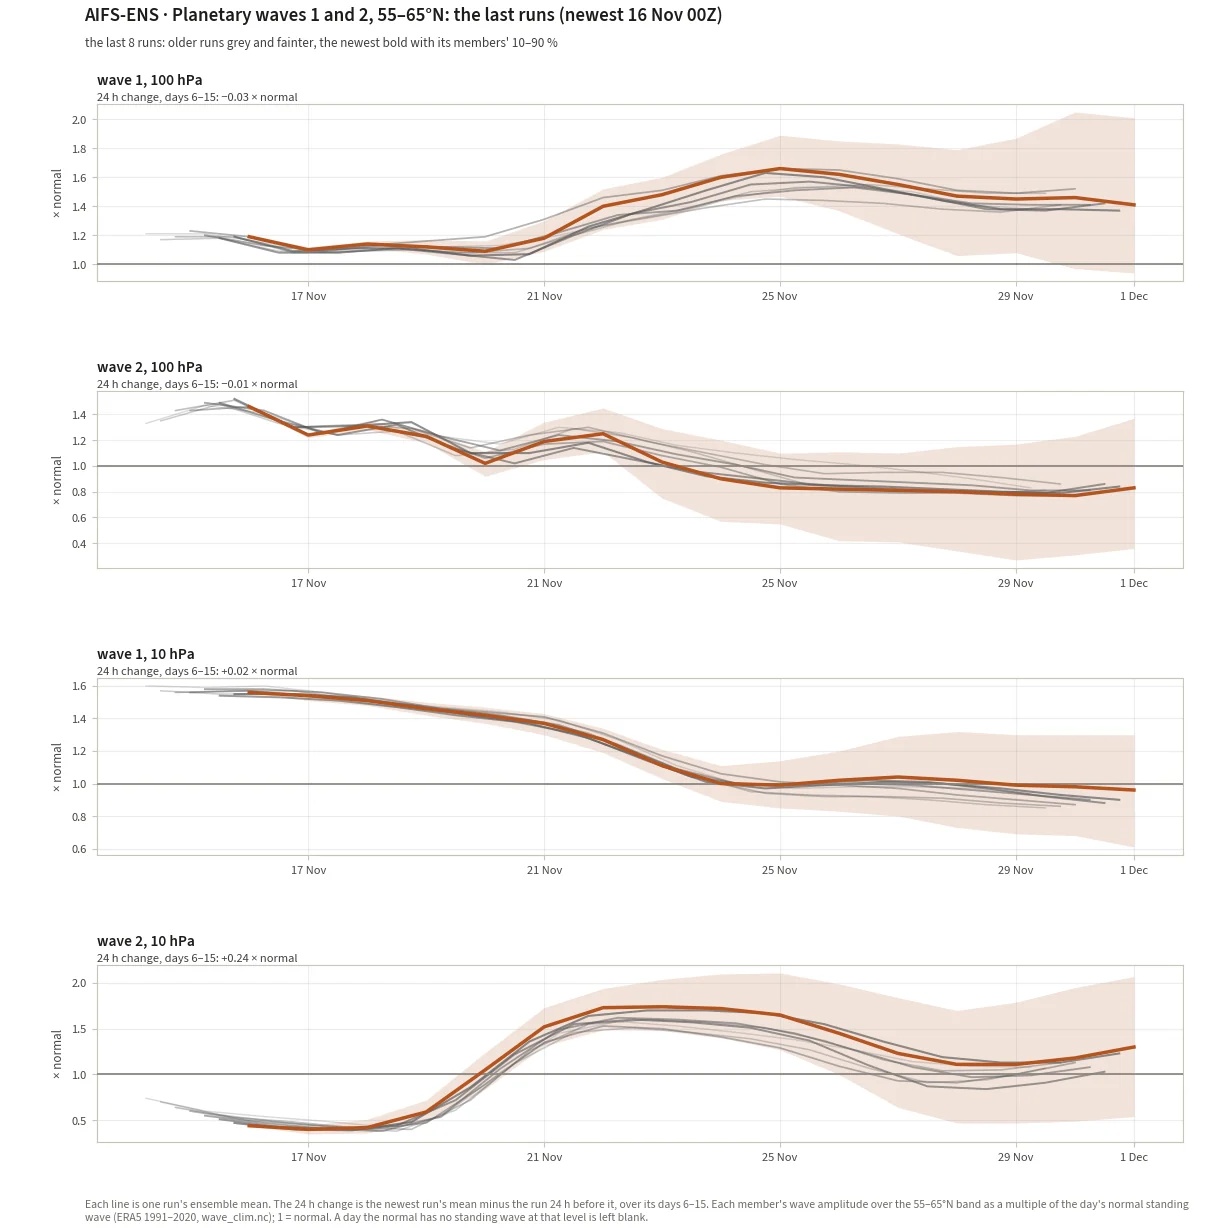 AIFS-ENS · Planetary waves 1 and 2, 55–65°N: the last runs (newest 16 Nov 00Z)
the last 8 runs: older runs grey and fainter, the newest bold with its members' 10–90 %
wave 1, 100 hPa
24 h change, days 6–15: −0.03 × normal
2.0
1.8
1.6
1.4
1.2
1.0
× normal
17 Nov
21 Nov
25 Nov
29 Nov
1 Dec
wave 2, 100 hPa
24 h change, days 6–15: −0.01 × normal
1.4
1.2
1.0
0.8
0.6
0.4
× normal
17 Nov
21 Nov
25 Nov
29 Nov
1 Dec
wave 1, 10 hPa
24 h change, days 6–15: +0.02 × normal
1.6
1.4
1.2
1.0
0.8
0.6
× normal
17 Nov
21 Nov
25 Nov
29 Nov
1 Dec
wave 2, 10 hPa
24 h change, days 6–15: +0.24 × normal
2.0
1.5
1.0
0.5
× normal
17 Nov
21 Nov
25 Nov
29 Nov
1 Dec
Each line is one run's ensemble mean. The 24 h change is the newest run's mean minus the run 24 h before it, over its days 6–15. Each member's wave amplitude over the 55–65°N band as a multiple of the day's normal standing
wave (ERA5 1991–2020, wave_clim.nc); 1 = normal. A day the normal has no standing wave at that level is left blank.